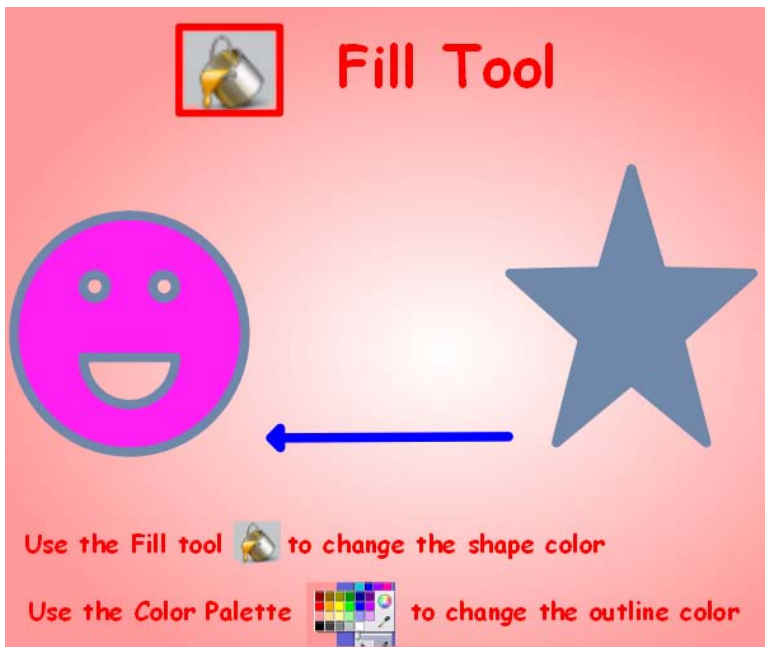 Fill Tool
Use the Fill tool to change the shape color
Use the Color Palette to change the outline color